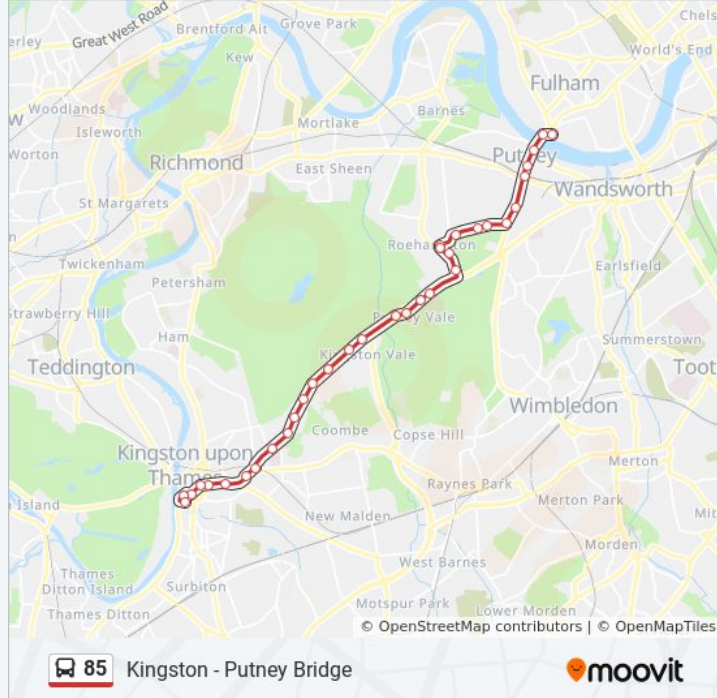 Chels
Grove Park
Brentford Ait
Great West Road
erley
World's End
Kew
Fulham
Woodlands
Barnes
Mortlake
Isleworth
w
Worton
Richmond
East Sheen
Putney
Wandsworth
St Margarets
Roehampton
Twickenham
Earlsfield
Petersham
Strawberry Hill
Putney Vale
Ham
Summerstown
Kingston Vale
Teddington
Toot
Wimbledon
Coombe
Copse Hill
Kingston upon
Thames
Merton
Raynes Park
Island
Merton Park
New Malden
Mit
Morden
West Barnes
Thames
Ditton Island
Surbiton
Motspur Park
Lower Morden
Thames Ditton
© OpenStreetMap contributors | © OpenMapTiles
85 Kingston - Putney Bridge
moovit